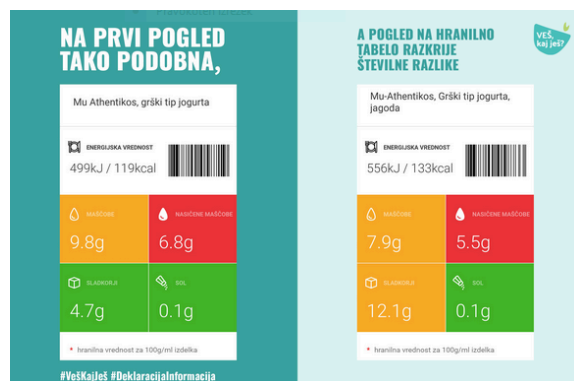 NA PRVI POGLED
TAKO PODOBNA,
Mu Athentikos, grški tip jogurta
ENERGIJSKA VREDNOST
499kJ / 119kcal
MAŠČOBE
9.8g
NASIČENE MAŠČOBE
6.8g
SLADKORJI
4.7g
SOL
0.1g
* hranilna vrednost za 100g/ml izdelka
#VešKajJeš #DeklaracijaInformacija
A POGLED NA HRANILNO
TABELO RAZKRIJE
ŠTEVILNE RAZLIKE
VEŠ,
kaj ješ?
Mu-Athentikos, Grški tip jogurta,
jagoda
ENERGIJSKA VREDNOST
556kJ / 133kcal
MAŠČOBE
7.9g
NASIČENE MAŠČOBE
5.5g
SLADKORJI
12.1g
SOL
0.1g
* hranilna vrednost za 100g/ml izdelka